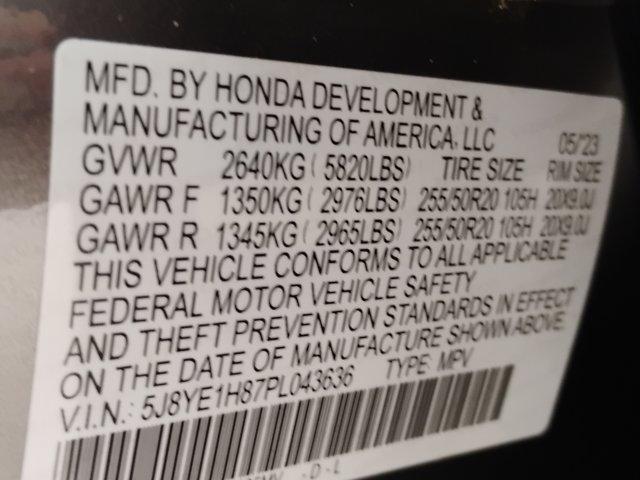 MFD. BY HONDA DEVELOPMENT &
MANUFACTURING OF AMERICA, LLC 05/'23
GVWR 2640KG ( 5820LBS) TIRE SIZE RIM SIZE
GAWR F 1350KG ( 2976LBS) 255/50R20 105H 20X9.0J
GAWR R 1345KG ( 2965LBS) 255/50R20 105H 20X9.0J
THIS VEHICLE CONFORMS TO ALL APPLICABLE
FEDERAL MOTOR VEHICLE SAFETY
AND THEFT PREVENTION STANDARDS IN EFFECT
ON THE DATE OF MANUFACTURE SHOWN ABOVE.
V.I.N.: 5J8YE1H87PL043636 TYPE: MPV
- D - L